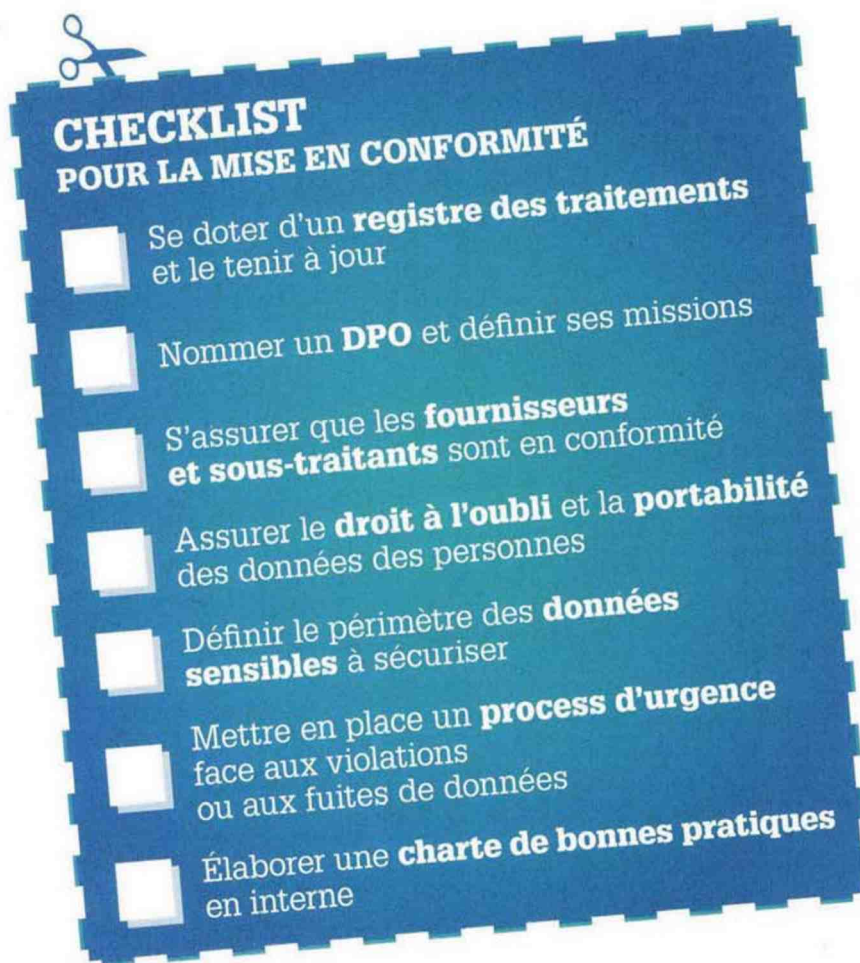 CHECKLIST
POUR LA MISE EN CONFORMITÉ
Se doter d'un registre des traitements
et le tenir à jour
Nommer un DPO et définir ses missions
S'assurer que les fournisseurs
et sous-traitants sont en conformité
Assurer le droit à l'oubli et la portabilité
des données des personnes
Définir le périmètre des données
sensibles à sécuriser
Mettre en place un process d'urgence
face aux violations
ou aux fuites de données
Élaborer une charte de bonnes pratiques
en interne